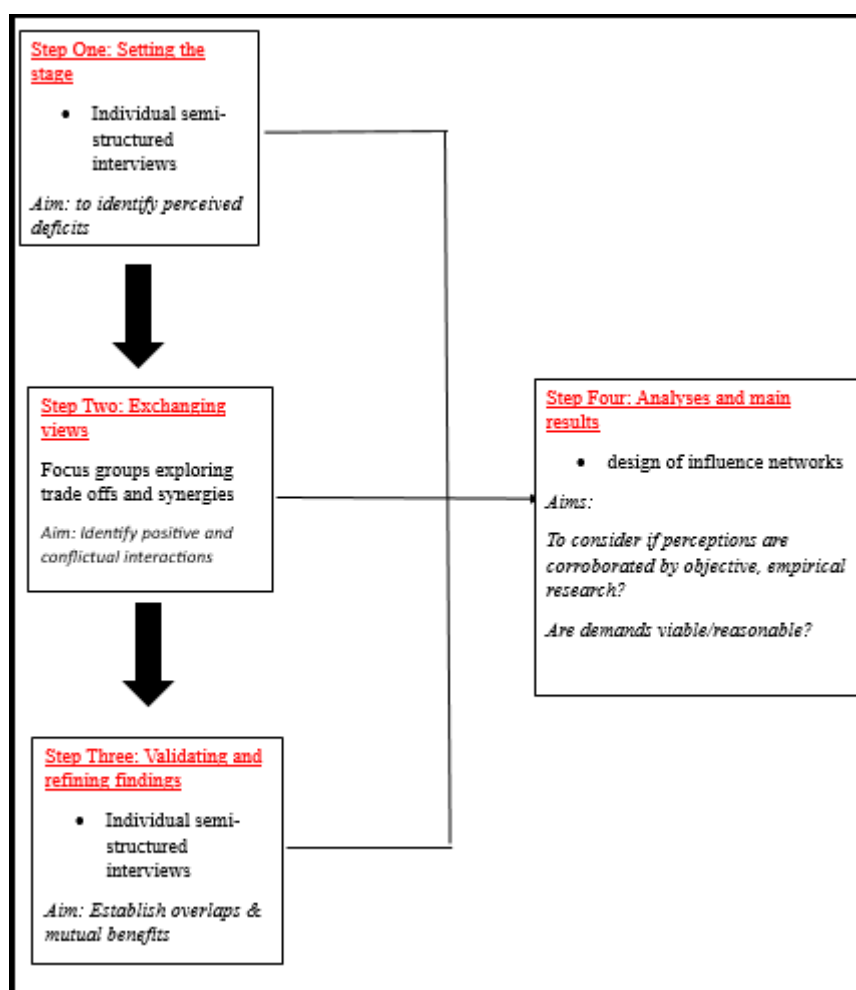 Step One: Setting the
stage
• Individual semi-
structured
interviews
Aim: to identify perceived
deficits
Step Two: Exchanging
views
Focus groups exploring
trade offs and synergies
Aim: Identify positive and
conflictual interactions
Step Three: Validating and
refining findings
• Individual semi-
structured
interviews
Aim: Establish overlaps &
mutual benefits
Step Four: Analyses and main
results
• design of influence networks
Aims:
To consider if perceptions are
corroborated by objective, empirical
research?
Are demands viable/reasonable?